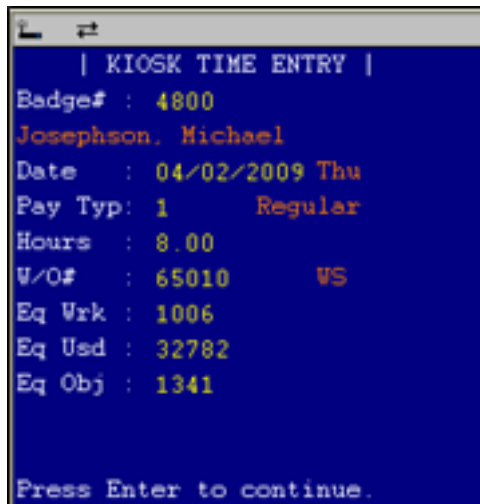 | KIOSK TIME ENTRY |
Badge# : 4800
Josephson, Michael
Date : 04/02/2009 Thu
Pay Typ: 1 Regular
Hours : 8.00
W/O# : 65010 WS
Eq Wrk : 1006
Eq Usd : 32782
Eq Obj : 1341
Press Enter to continue.